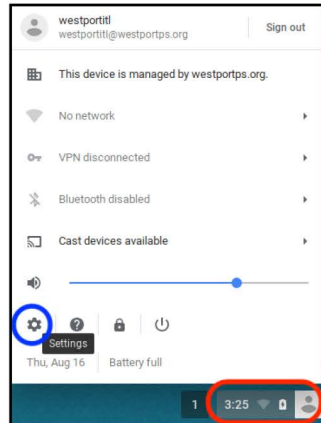 westportitl
Sign out
westportitl@westportps.org
This device is managed by westportps.org.
No network
VPN disconnected
Bluetooth disabled
Cast devices available
Settings
Thu, Aug 16
Battery full
1
3:25